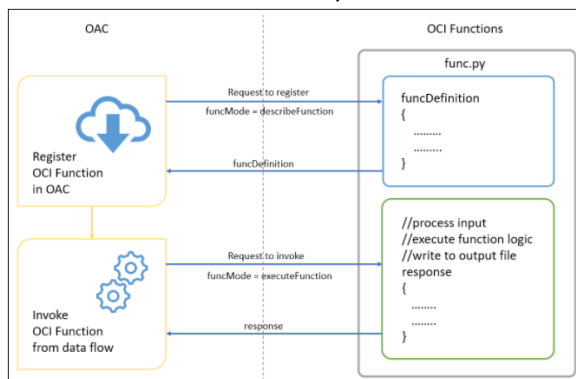 OAC
OCI Functions
func.py
Request to register
funcMode = describeFunction
funcDefinition
{
.........
.........
}
Register
OCI Function
in OAC
funcDefinition
//process input
//execute function logic
//write to output file
response
{
........
........
}
Request to invoke
funcMode = executeFunction
Invoke
OCI Function
from data flow
response